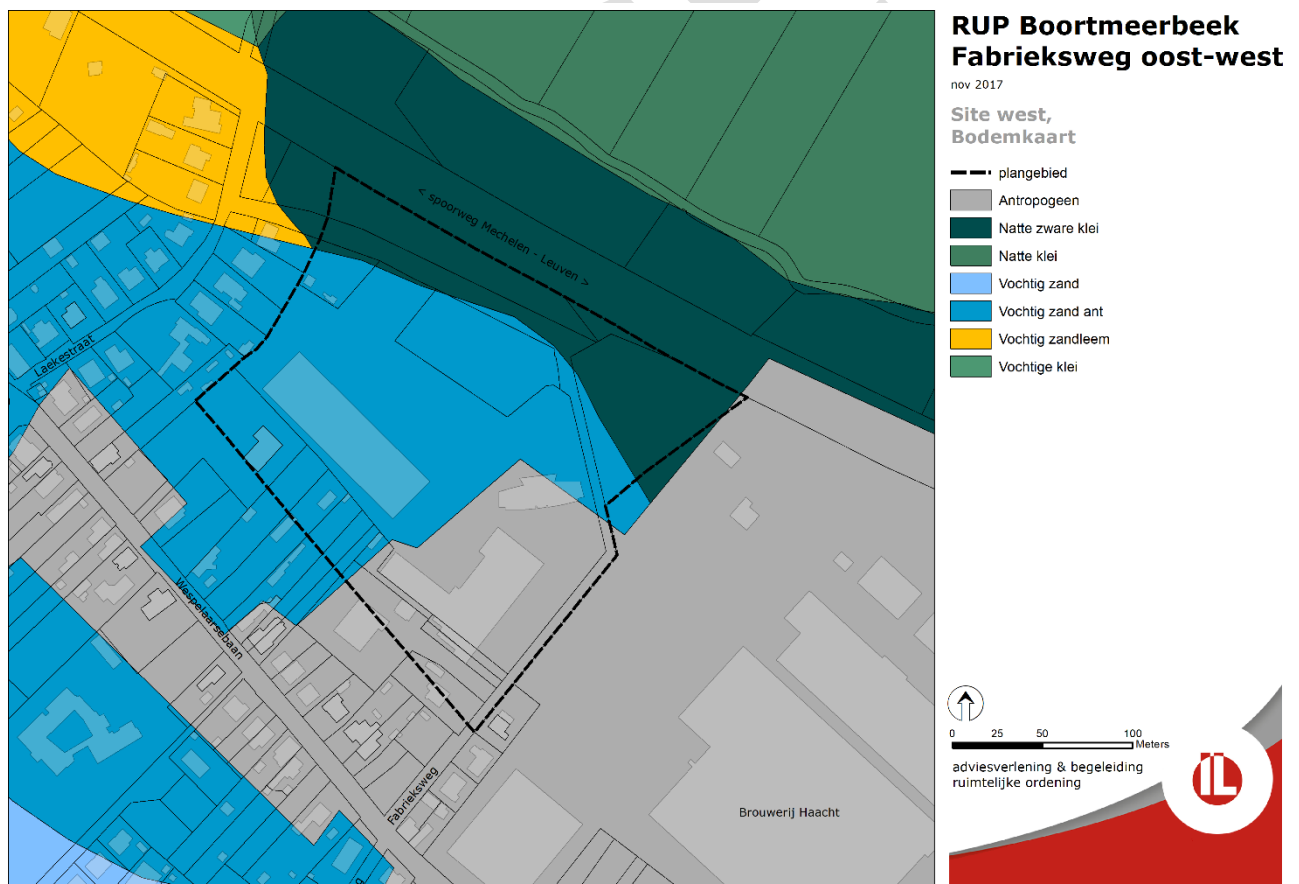 RUP Boortmeerbeek
Fabrieksweg oost-west
nov 2017
Site west,
Bodemkaart
plangebied
Antropogeen
Natte zware klei
Natte klei
Vochtig zand
Vochtig zand ant
Vochtig zandleem
Vochtige klei
< spoorweg Mechelen - Leuven >
Laekestraat
Wespelaarsebaan
Fabrieksweg
Brouwerij Haacht
0 25 50 100
Meters
adviesverlening & begeleiding
ruimtelijke ordening
IL